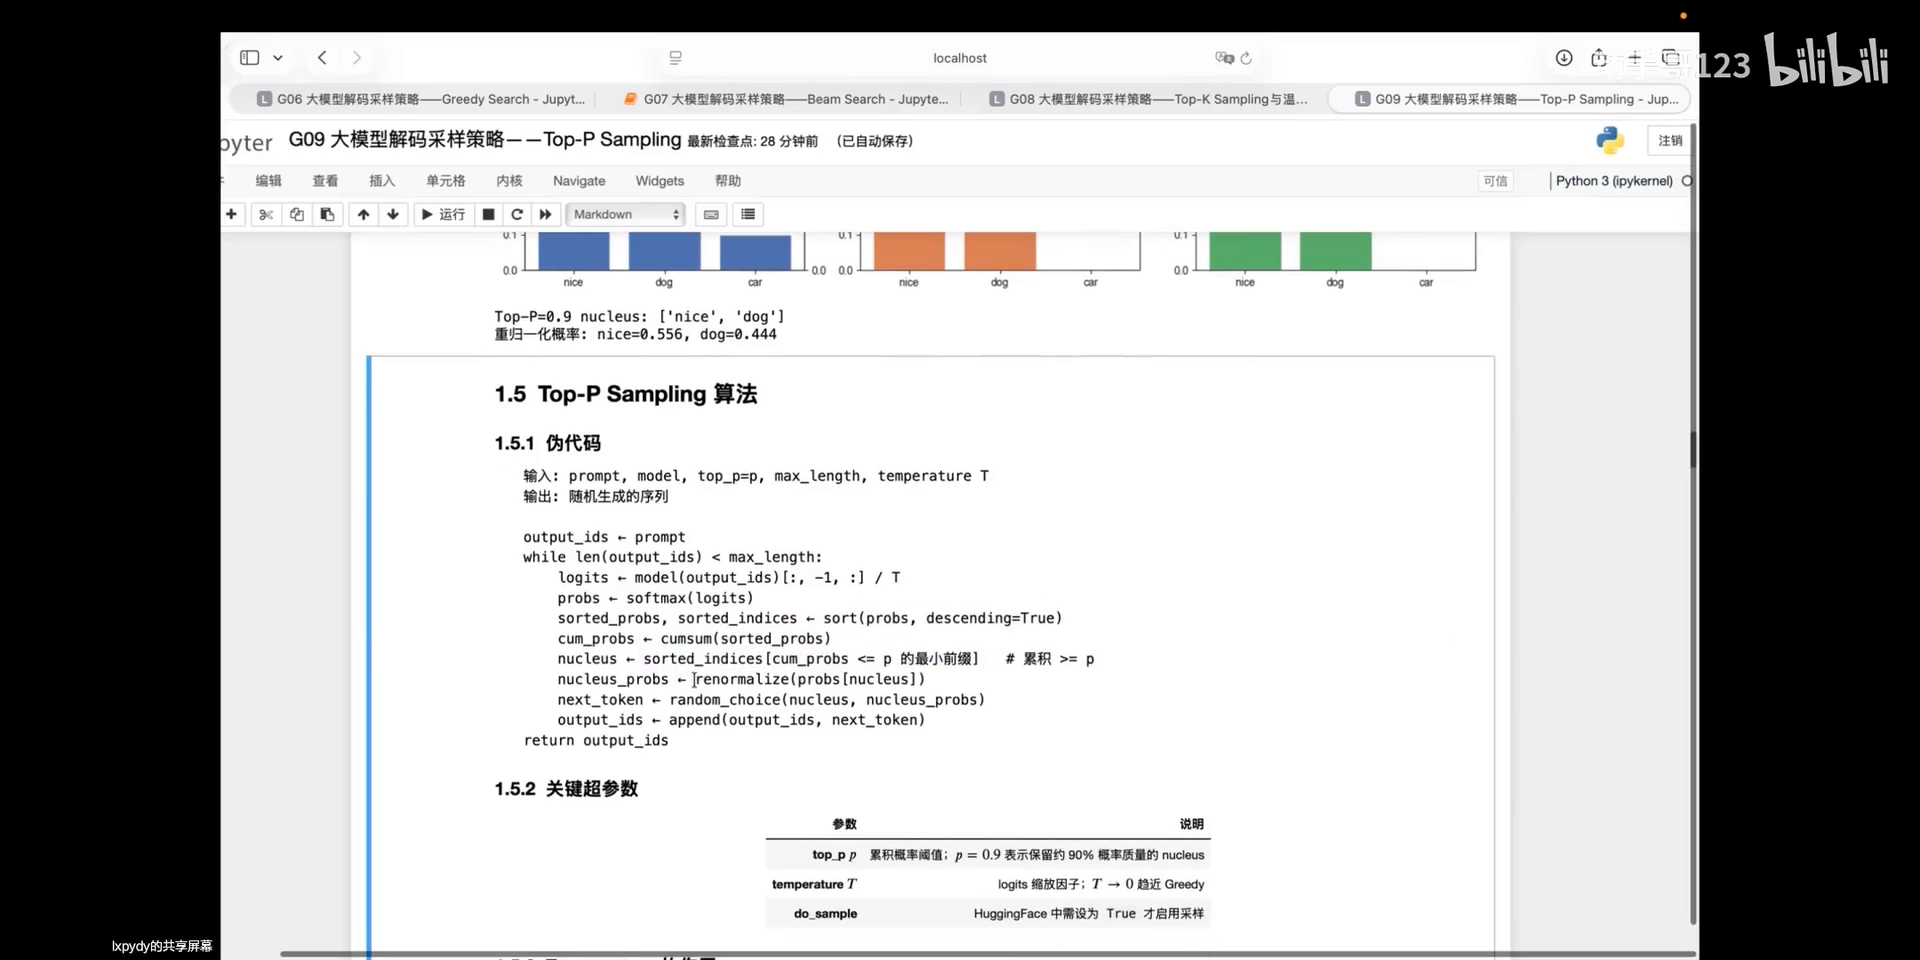 123 bilibili
localhost
G06 大模型解码采样策略——Greedy Search - Jupyt...
G07 大模型解码采样策略——Beam Search - Jupyte...
G08 大模型解码采样策略——Top-K Sampling与温...
G09 大模型解码采样策略——Top-P Sampling - Jup...
pyter G09 大模型解码采样策略——Top-P Sampling 最新检查点: 28 分钟前 (已自动保存)
注销
编辑 查看 插入 单元格 内核 Navigate Widgets 帮助
可信 Python 3 (ipykernel)
运行 Markdown
0.1 0.1 0.1
0.0 0.0 0.0 0.0
nice dog car nice dog car nice dog car
Top-P=0.9 nucleus: ['nice', 'dog']
重归一化概率: nice=0.556, dog=0.444
1.5 Top-P Sampling 算法
1.5.1 伪代码
输入: prompt, model, top_p=p, max_length, temperature T
输出: 随机生成的序列
output_ids ← prompt
while len(output_ids) < max_length:
logits ← model(output_ids)[:, -1, :] / T
probs ← softmax(logits)
sorted_probs, sorted_indices ← sort(probs, descending=True)
cum_probs ← cumsum(sorted_probs)
nucleus ← sorted_indices[cum_probs <= p 的最小前缀] # 累积 >= p
nucleus_probs ← renormalize(probs[nucleus])
next_token ← random_choice(nucleus, nucleus_probs)
output_ids ← append(output_ids, next_token)
return output_ids
1.5.2 关键超参数
参数 说明
top_p p 累积概率阈值；p = 0.9 表示保留约 90% 概率质量的 nucleus
temperature T logits 缩放因子；T → 0 趋近 Greedy
do_sample HuggingFace 中需设为 True 才启用采样
lxpydy的共享屏幕